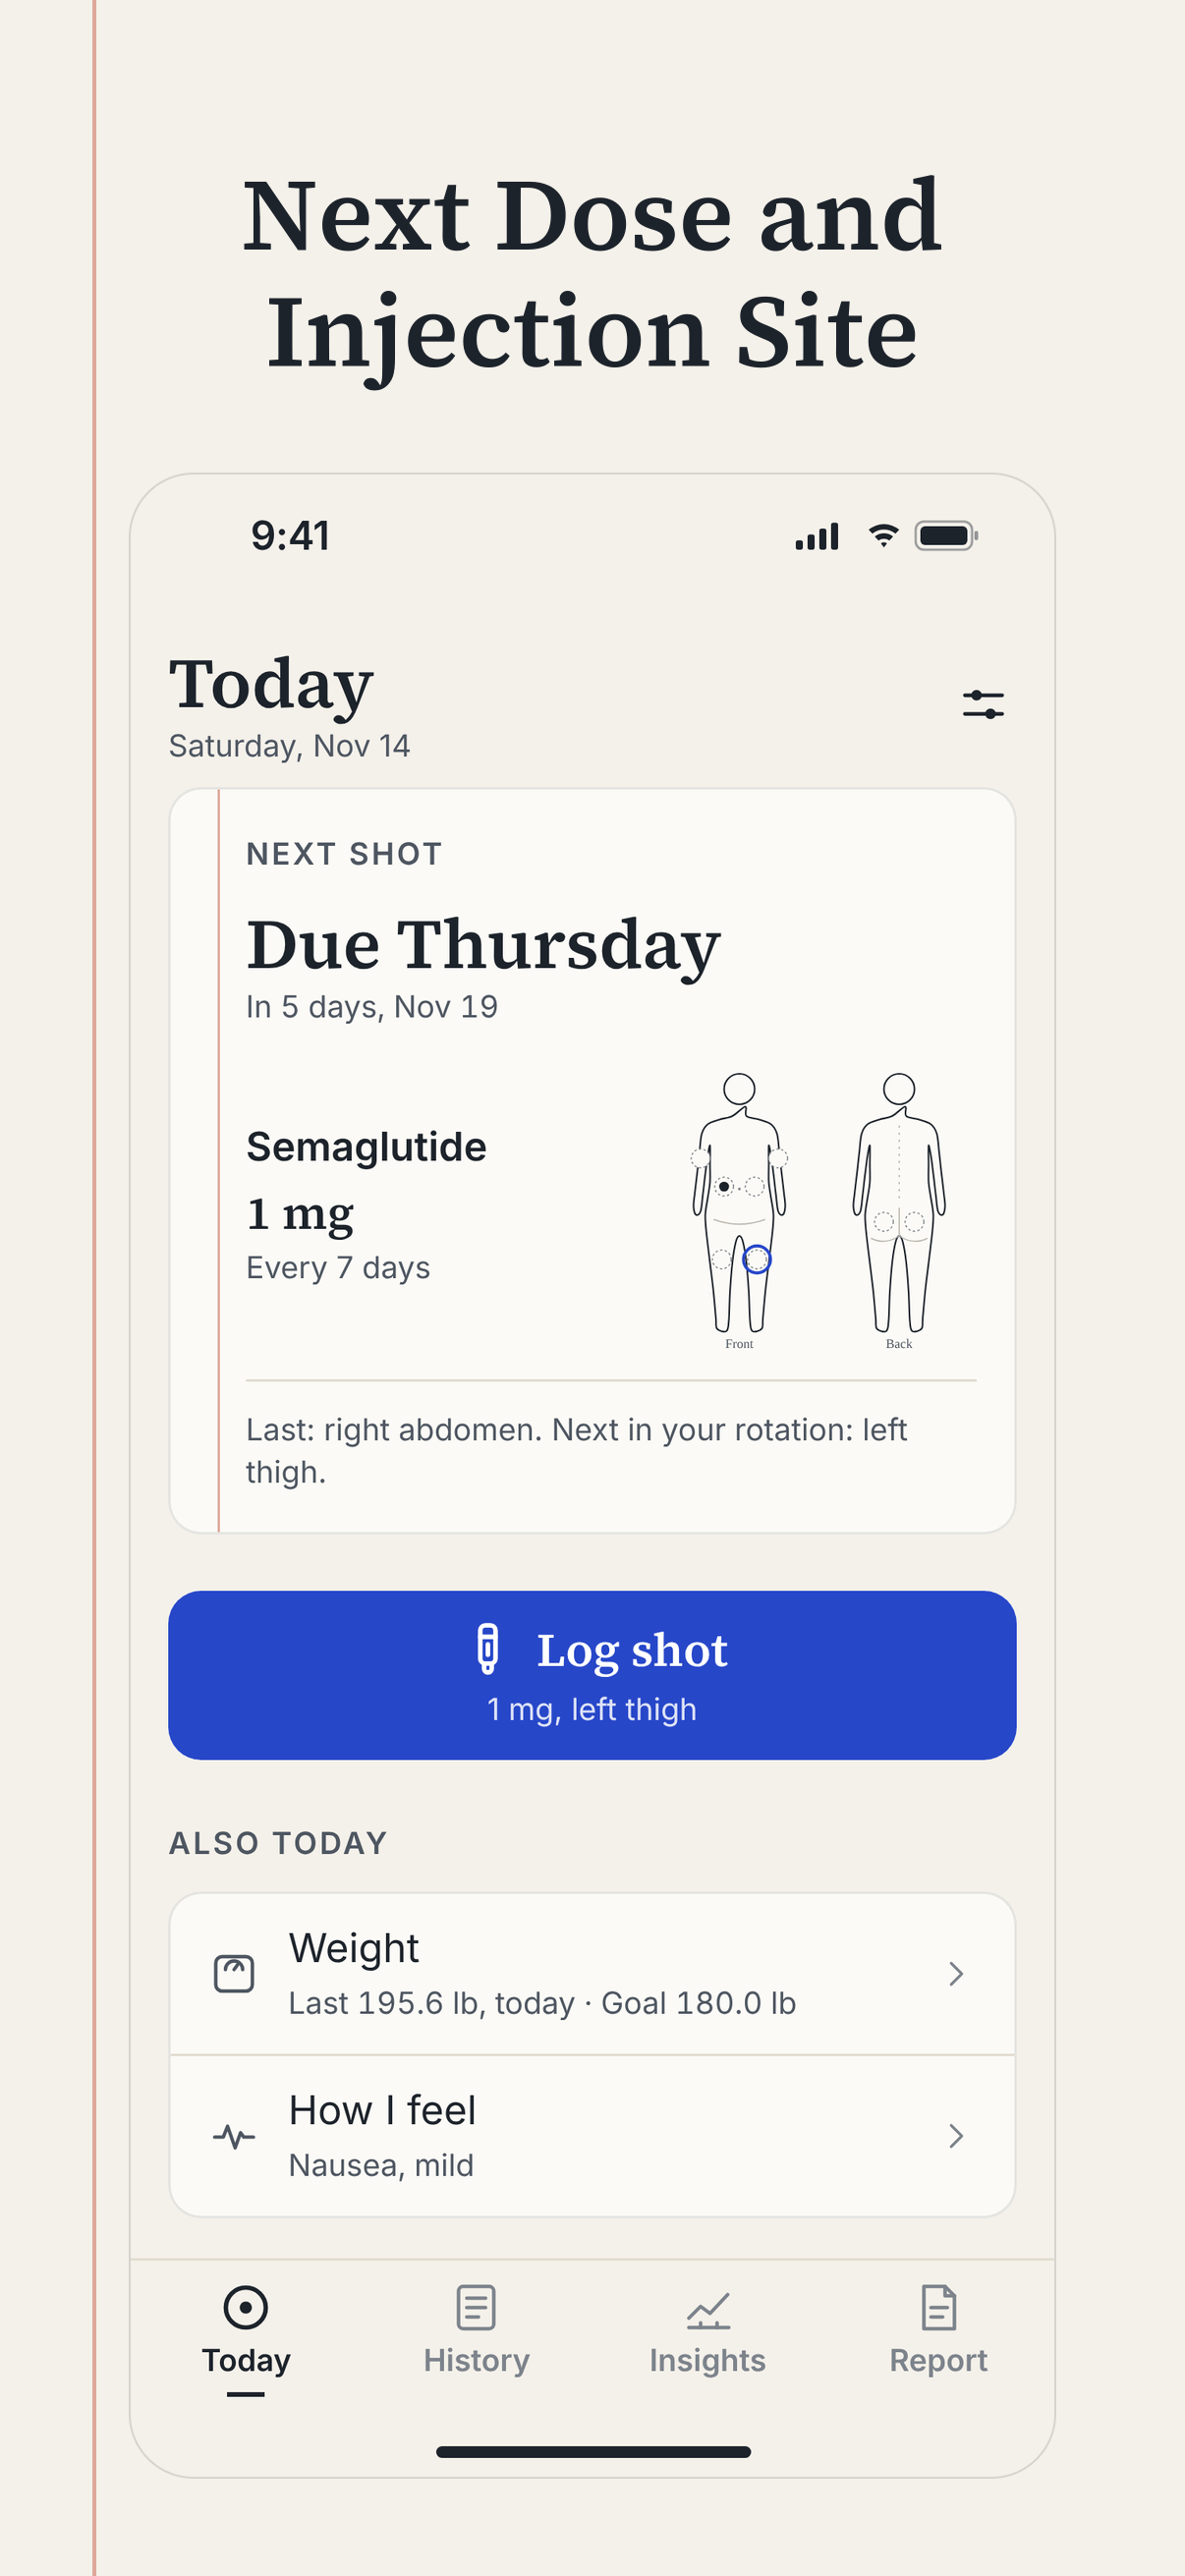 Next Dose and
Injection Site
9:41
Today
Saturday, Nov 14
NEXT SHOT
Due Thursday
In 5 days, Nov 19
Semaglutide
1 mg
Every 7 days
Front
Back
Last: right abdomen. Next in your rotation: left
thigh.
Log shot
1 mg, left thigh
ALSO TODAY
Weight
Last 195.6 lb, today · Goal 180.0 lb
How I feel
Nausea, mild
Today
History
Insights
Report